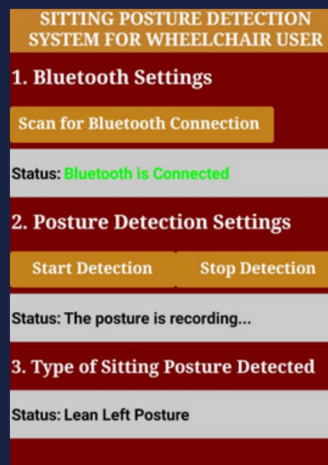 SITTING POSTURE DETECTION
SYSTEM FOR WHEELCHAIR USER
1. Bluetooth Settings
Scan for Bluetooth Connection
Status: Bluetooth is Connected
2. Posture Detection Settings
Start Detection Stop Detection
Status: The posture is recording...
3. Type of Sitting Posture Detected
Status: Lean Left Posture